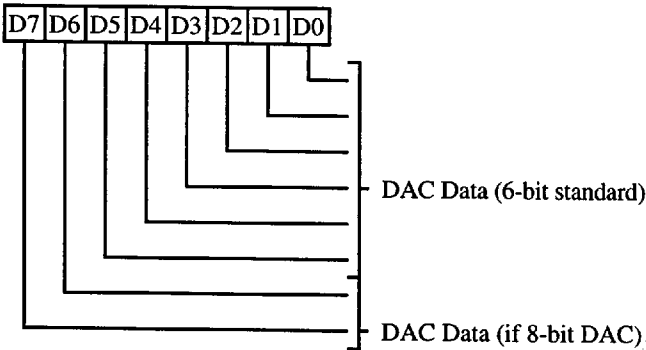 D7 D6 D5 D4 D3 D2 D1 D0
DAC Data (6-bit standard)
DAC Data (if 8-bit DAC)